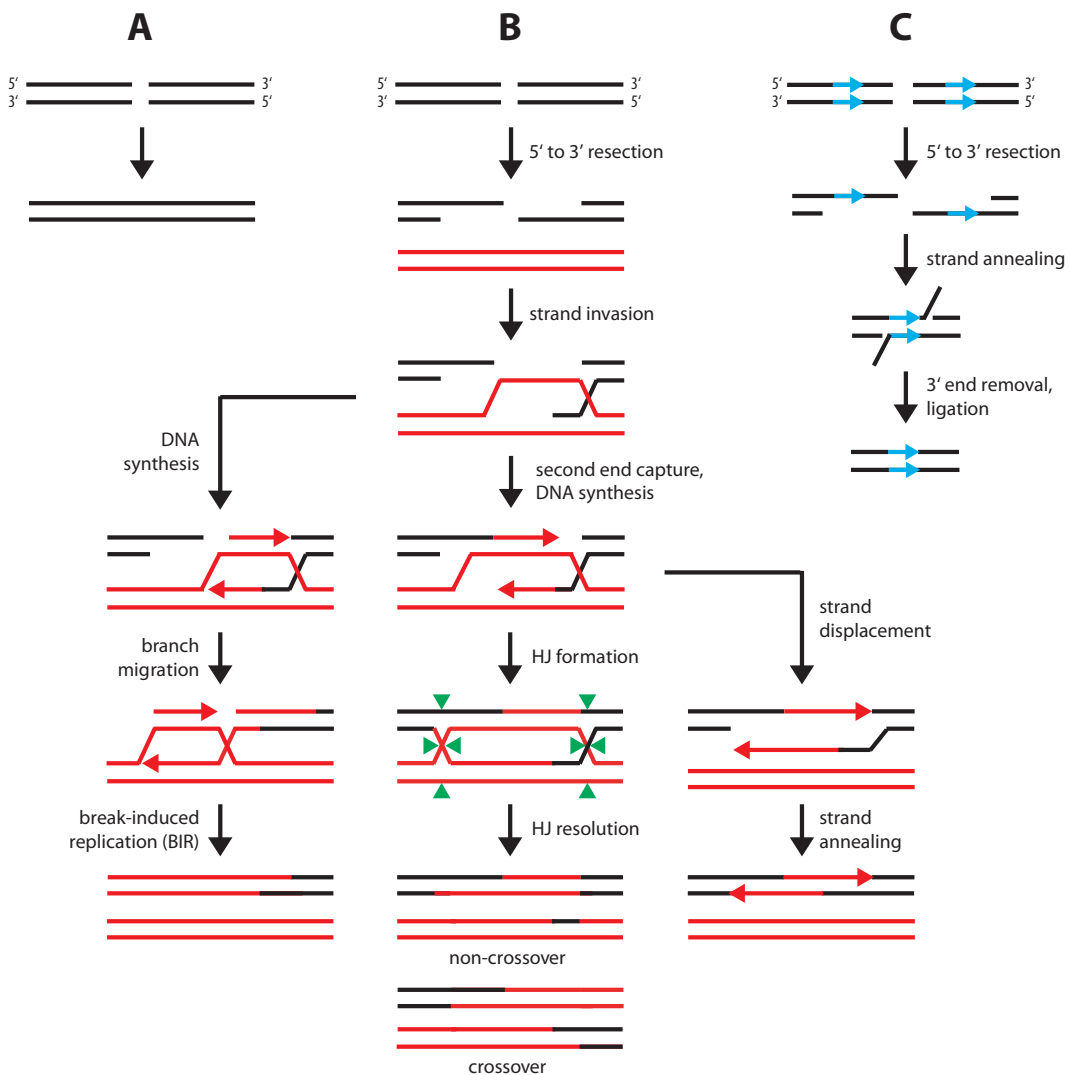 A
B
C
5‘ 3‘
3‘ 5‘
5‘ 3‘
3‘ 5‘
5‘ 3‘
3‘ 5‘
5‘ to 3‘ resection
5‘ to 3‘ resection
strand annealing
strand invasion
3‘ end removal,
ligation
DNA
synthesis
second end capture,
DNA synthesis
strand
displacement
branch
migration
HJ formation
break-induced
replication (BIR)
HJ resolution
strand
annealing
non-crossover
crossover